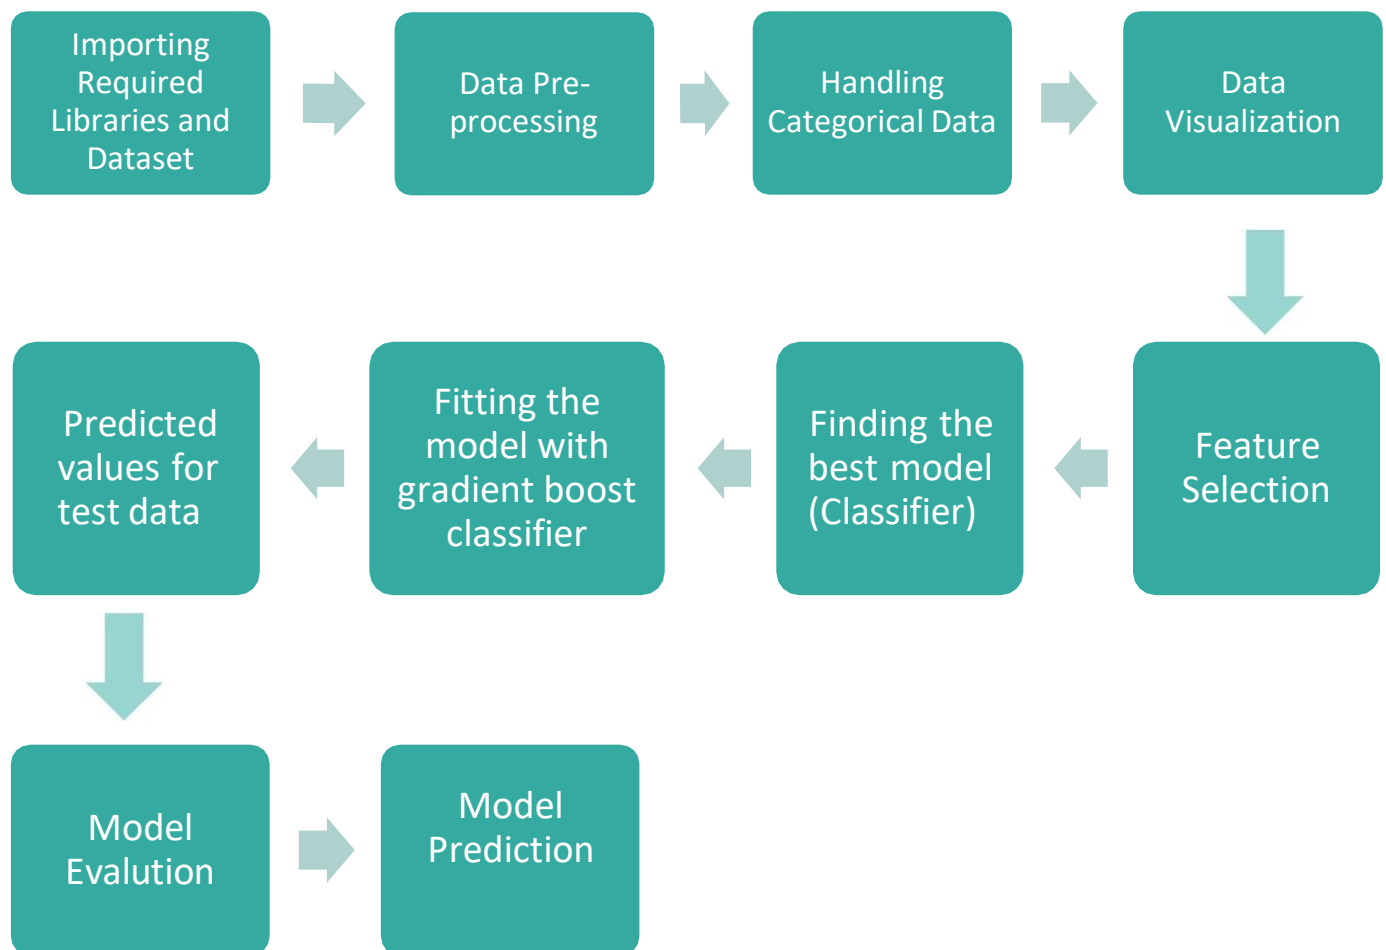 Importing
Required
Libraries and
Dataset
Data Pre-
processing
Handling
Categorical Data
Data
Visualization
Feature
Selection
Finding the
best model
(Classifier)
Fitting the
model with
gradient boost
classifier
Predicted
values for
test data
Model
Evalution
Model
Prediction